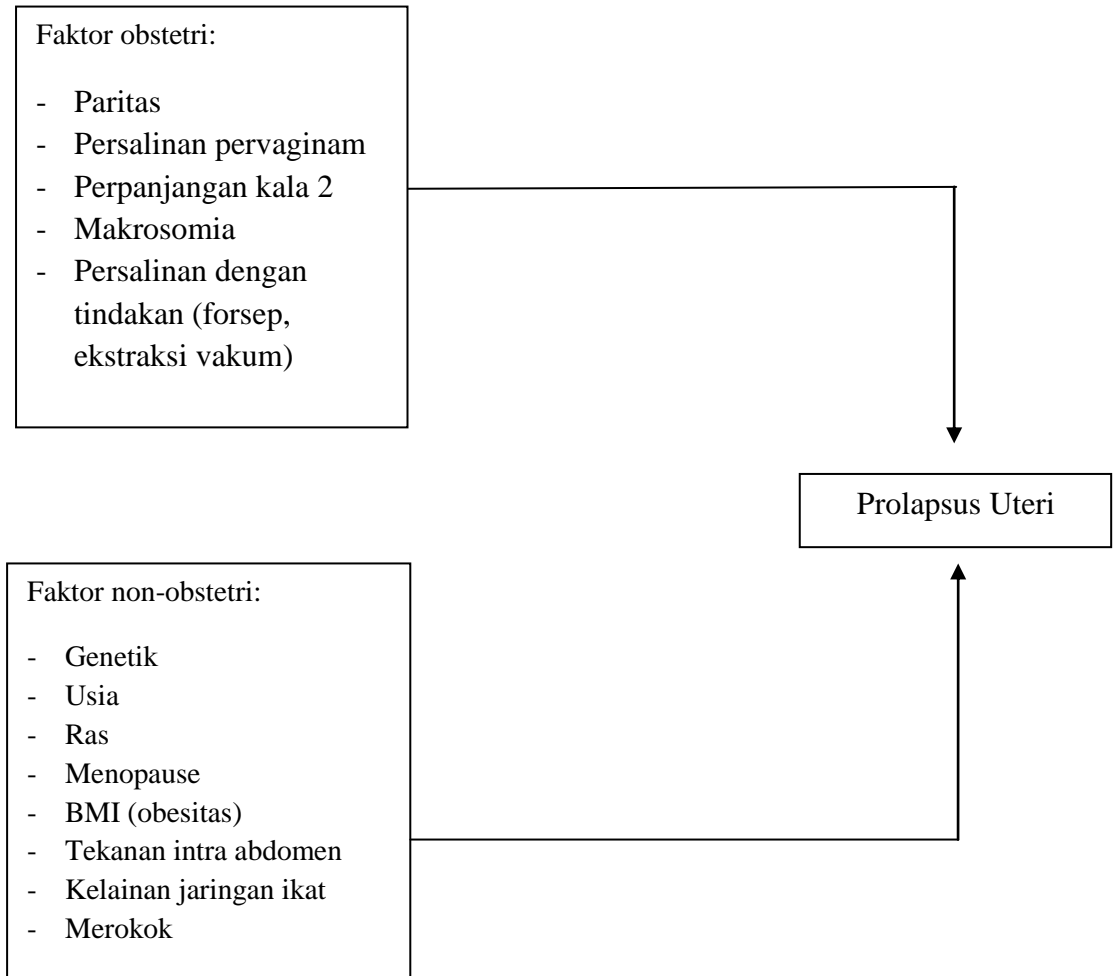 Faktor obstetri:
- Paritas
- Persalinan pervaginam
- Perpanjangan kala 2
- Makrosomia
- Persalinan dengan
tindakan (forsep,
ekstraksi vakum)
Prolapsus Uteri
Faktor non-obstetri:
- Genetik
- Usia
- Ras
- Menopause
- BMI (obesitas)
- Tekanan intra abdomen
- Kelainan jaringan ikat
- Merokok